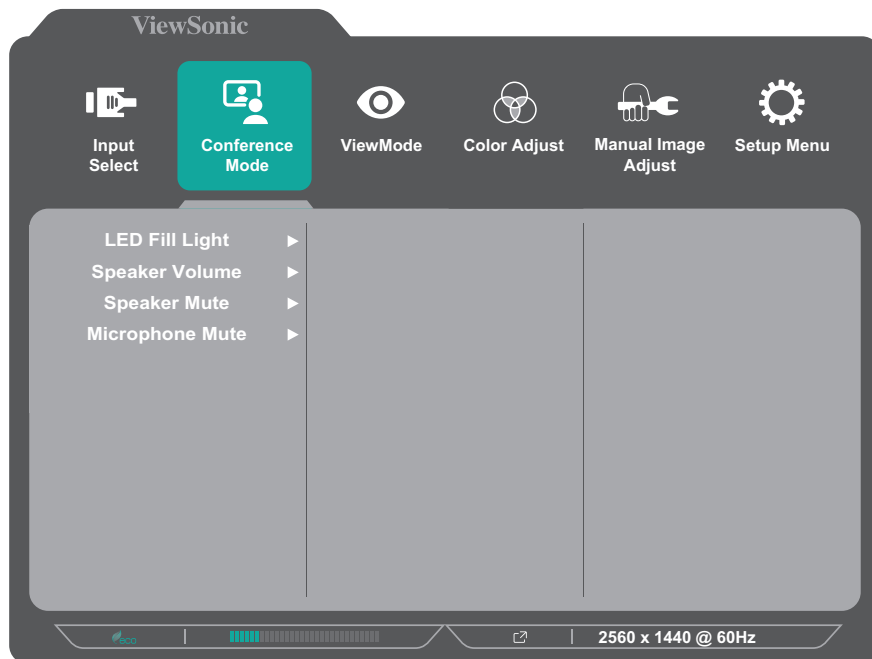 ViewSonic
Input
Select
Conference
Mode
ViewMode
Color Adjust
Manual Image
Adjust
Setup Menu
LED Fill Light
Speaker Volume
Speaker Mute
Microphone Mute
eco
2560 x 1440 @ 60Hz